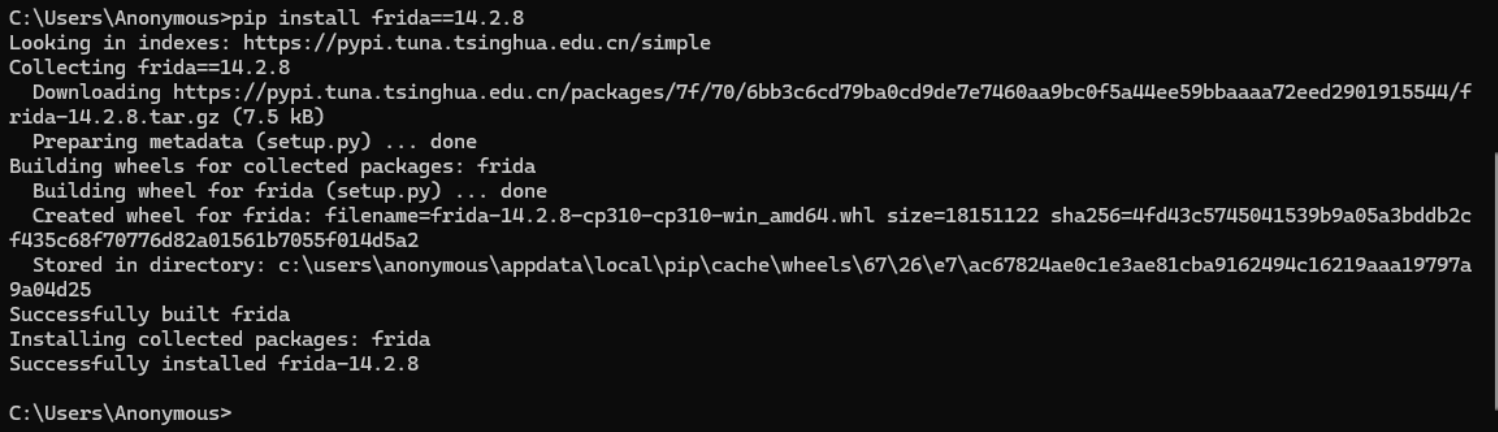 C:\Users\Anonymous>pip install frida==14.2.8
Looking in indexes: https://pypi.tuna.tsinghua.edu.cn/simple
Collecting frida==14.2.8
  Downloading https://pypi.tuna.tsinghua.edu.cn/packages/7f/70/6bb3c6cd79ba0cd9de7e7460aa9bc0f5a44ee59bbaaaa72eed2901915544/f
rida-14.2.8.tar.gz (7.5 kB)
  Preparing metadata (setup.py) ... done
Building wheels for collected packages: frida
  Building wheel for frida (setup.py) ... done
  Created wheel for frida: filename=frida-14.2.8-cp310-cp310-win_amd64.whl size=18151122 sha256=4fd43c5745041539b9a05a3bddb2c
f435c68f70776d82a01561b7055f014d5a2
  Stored in directory: c:\users\anonymous\appdata\local\pip\cache\wheels\67\26\e7\ac67824ae0c1e3ae81cba9162494c16219aaa19797a
9a04d25
Successfully built frida
Installing collected packages: frida
Successfully installed frida-14.2.8
C:\Users\Anonymous>